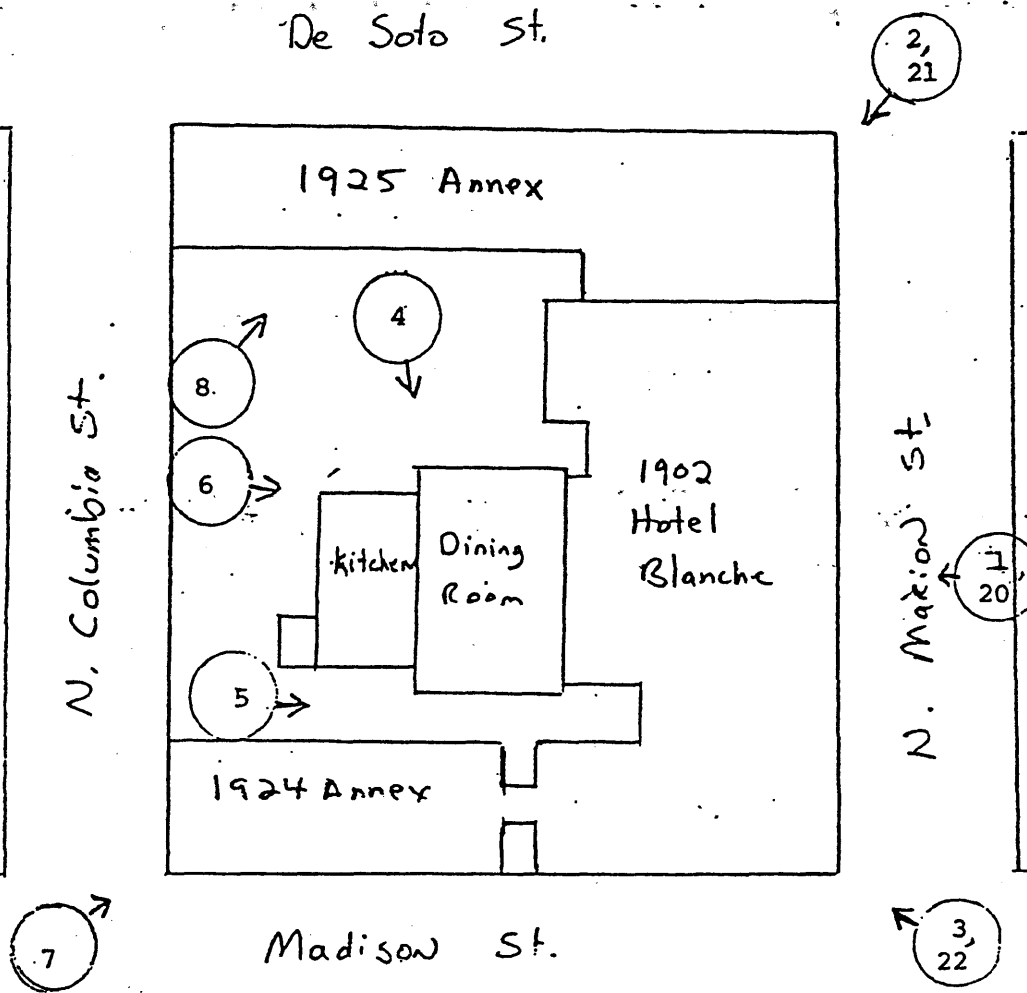 De Soto St.
2,
21
1925 Annex
4
8.
N. Columbia St.
6
1902
Hotel
Blanche
Kitchen
Dining
Room
N. Marion St.
1,
20
5
1924 Annex
7
Madison St.
3,
22